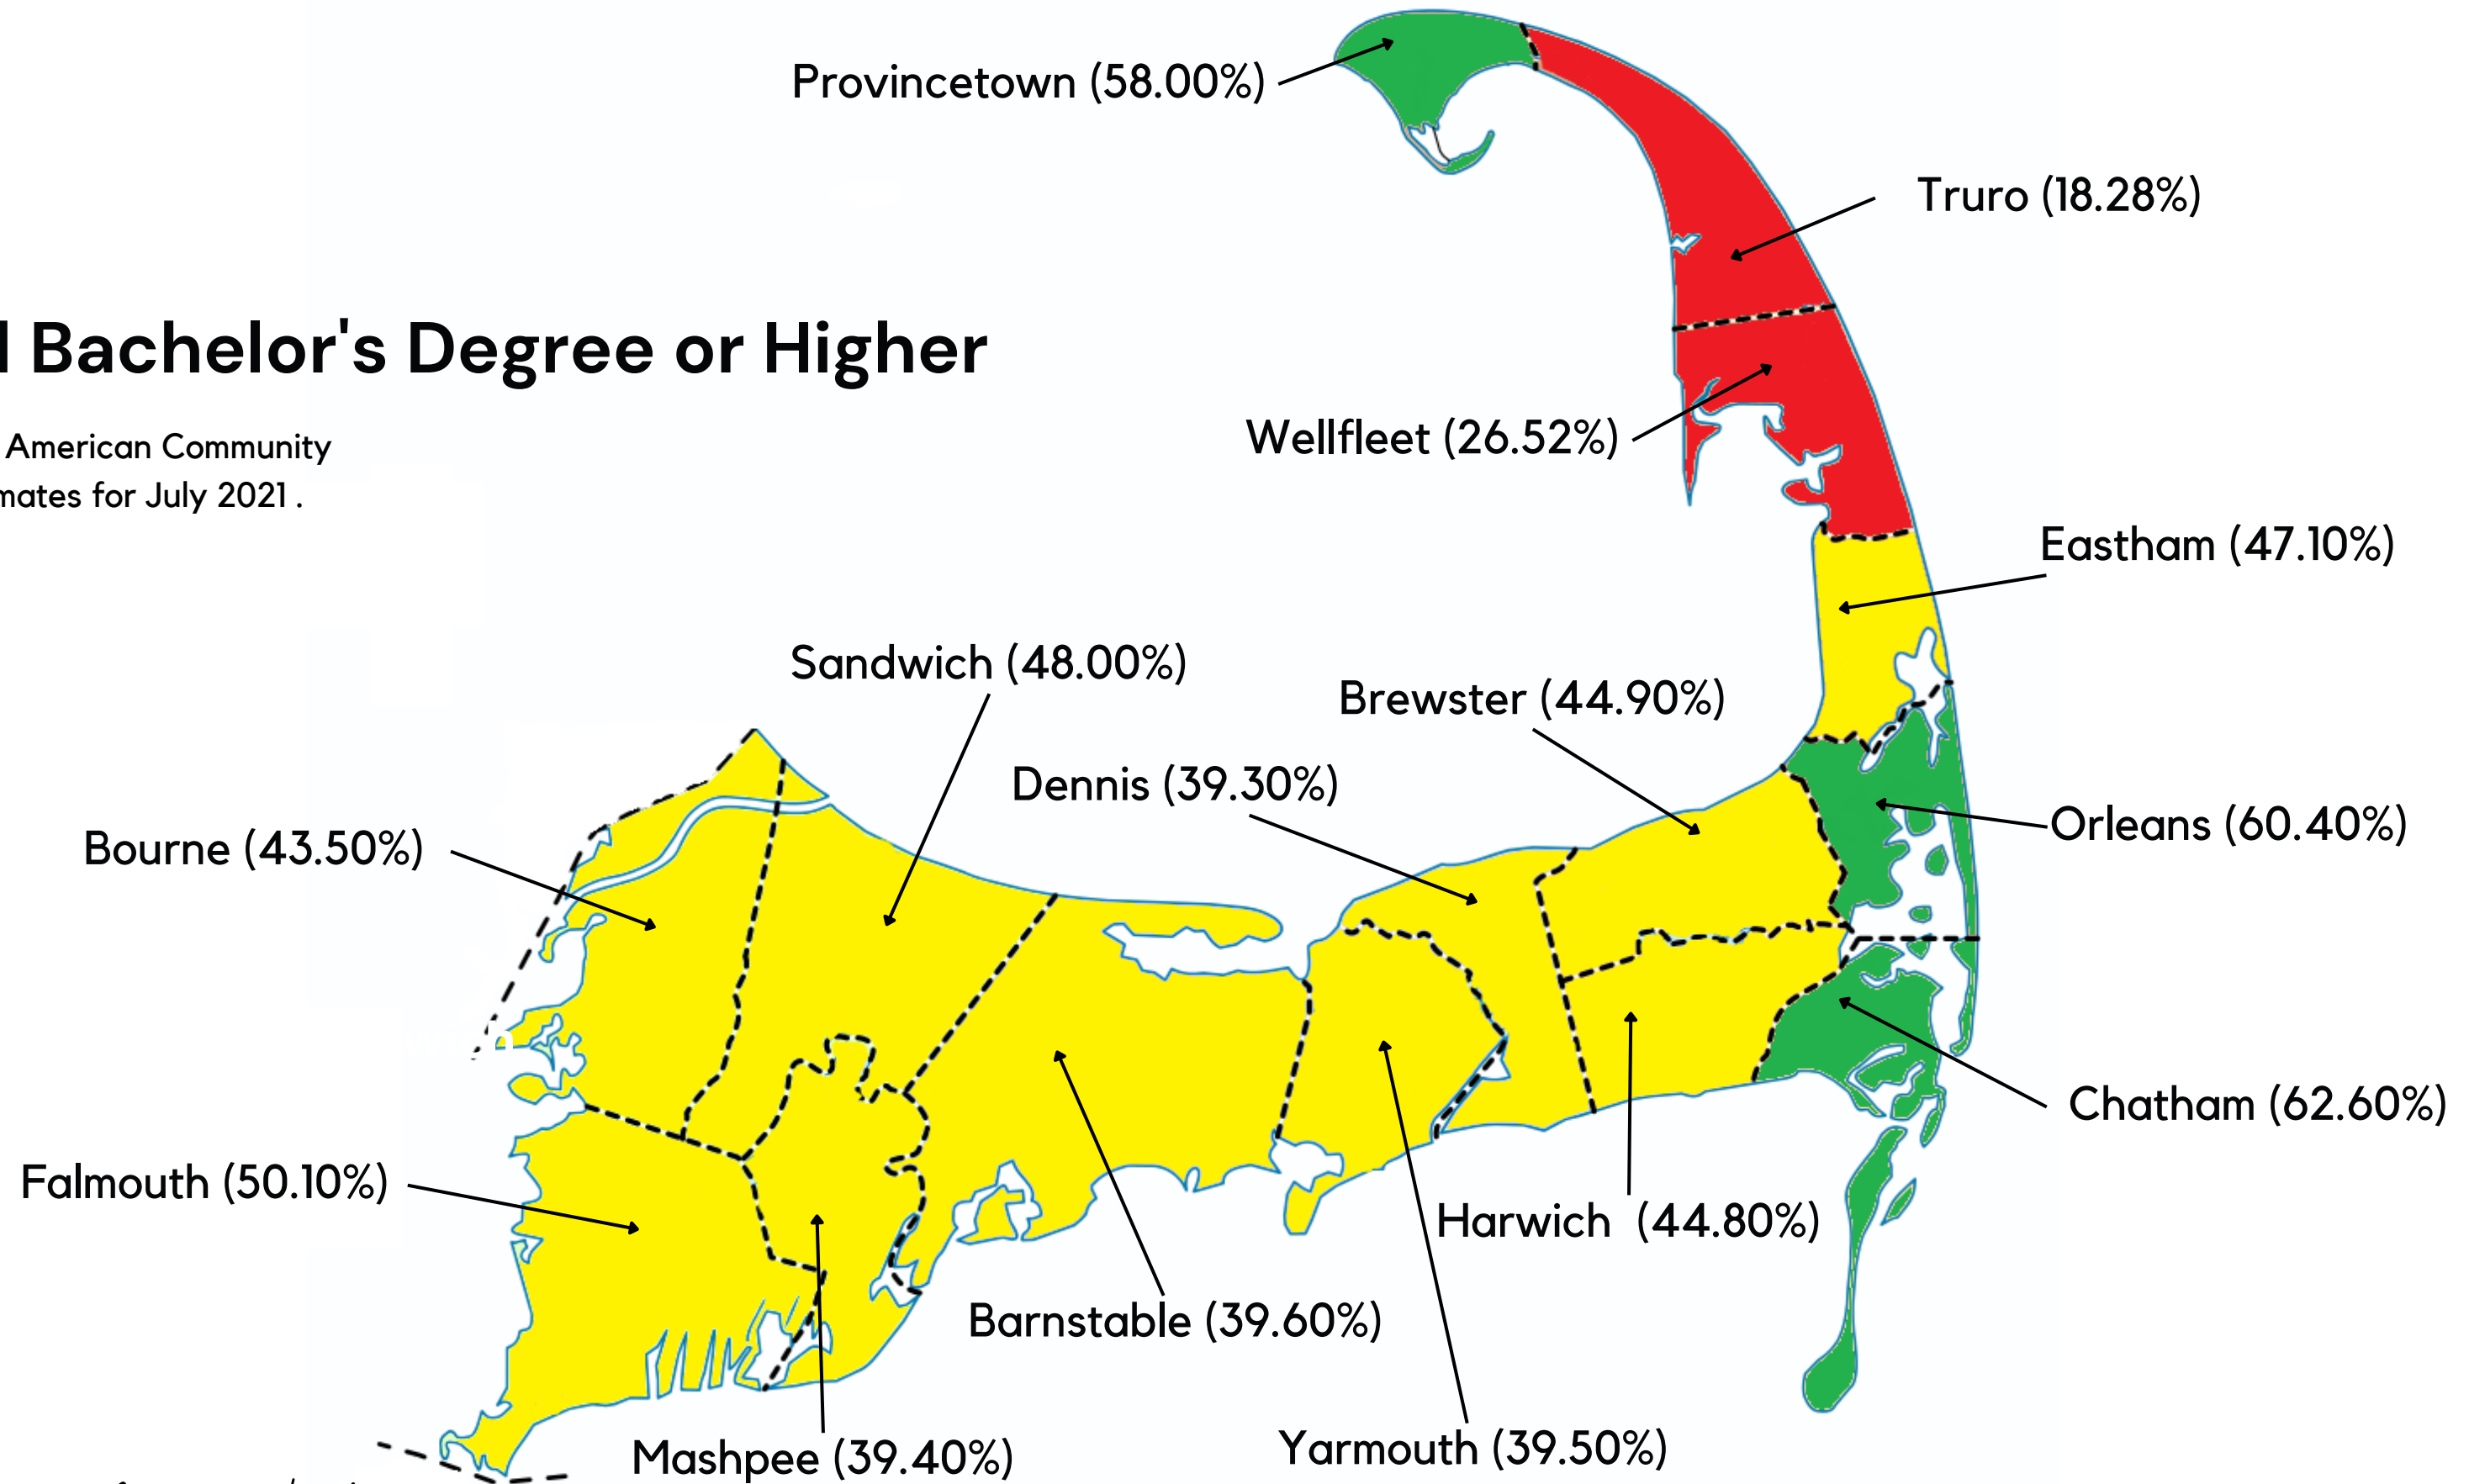 Provincetown (58.00%)
Truro (18.28%)
Bachelor's Degree or Higher
Wellfleet (26.52%)
American Community
for July 2021 .
Eastham (47.10%)
Sandwich (48.00%)
Brewster (44.90%)
Dennis (39.30%)
Bourne (43.50%)
Orleans (60.40%)
Chatham (62.60%)
Falmouth (50.10%)
Harwich (44.80%)
Barnstable (39.60%)
Mashpee (39.40%)
Yarmouth (39.50%)